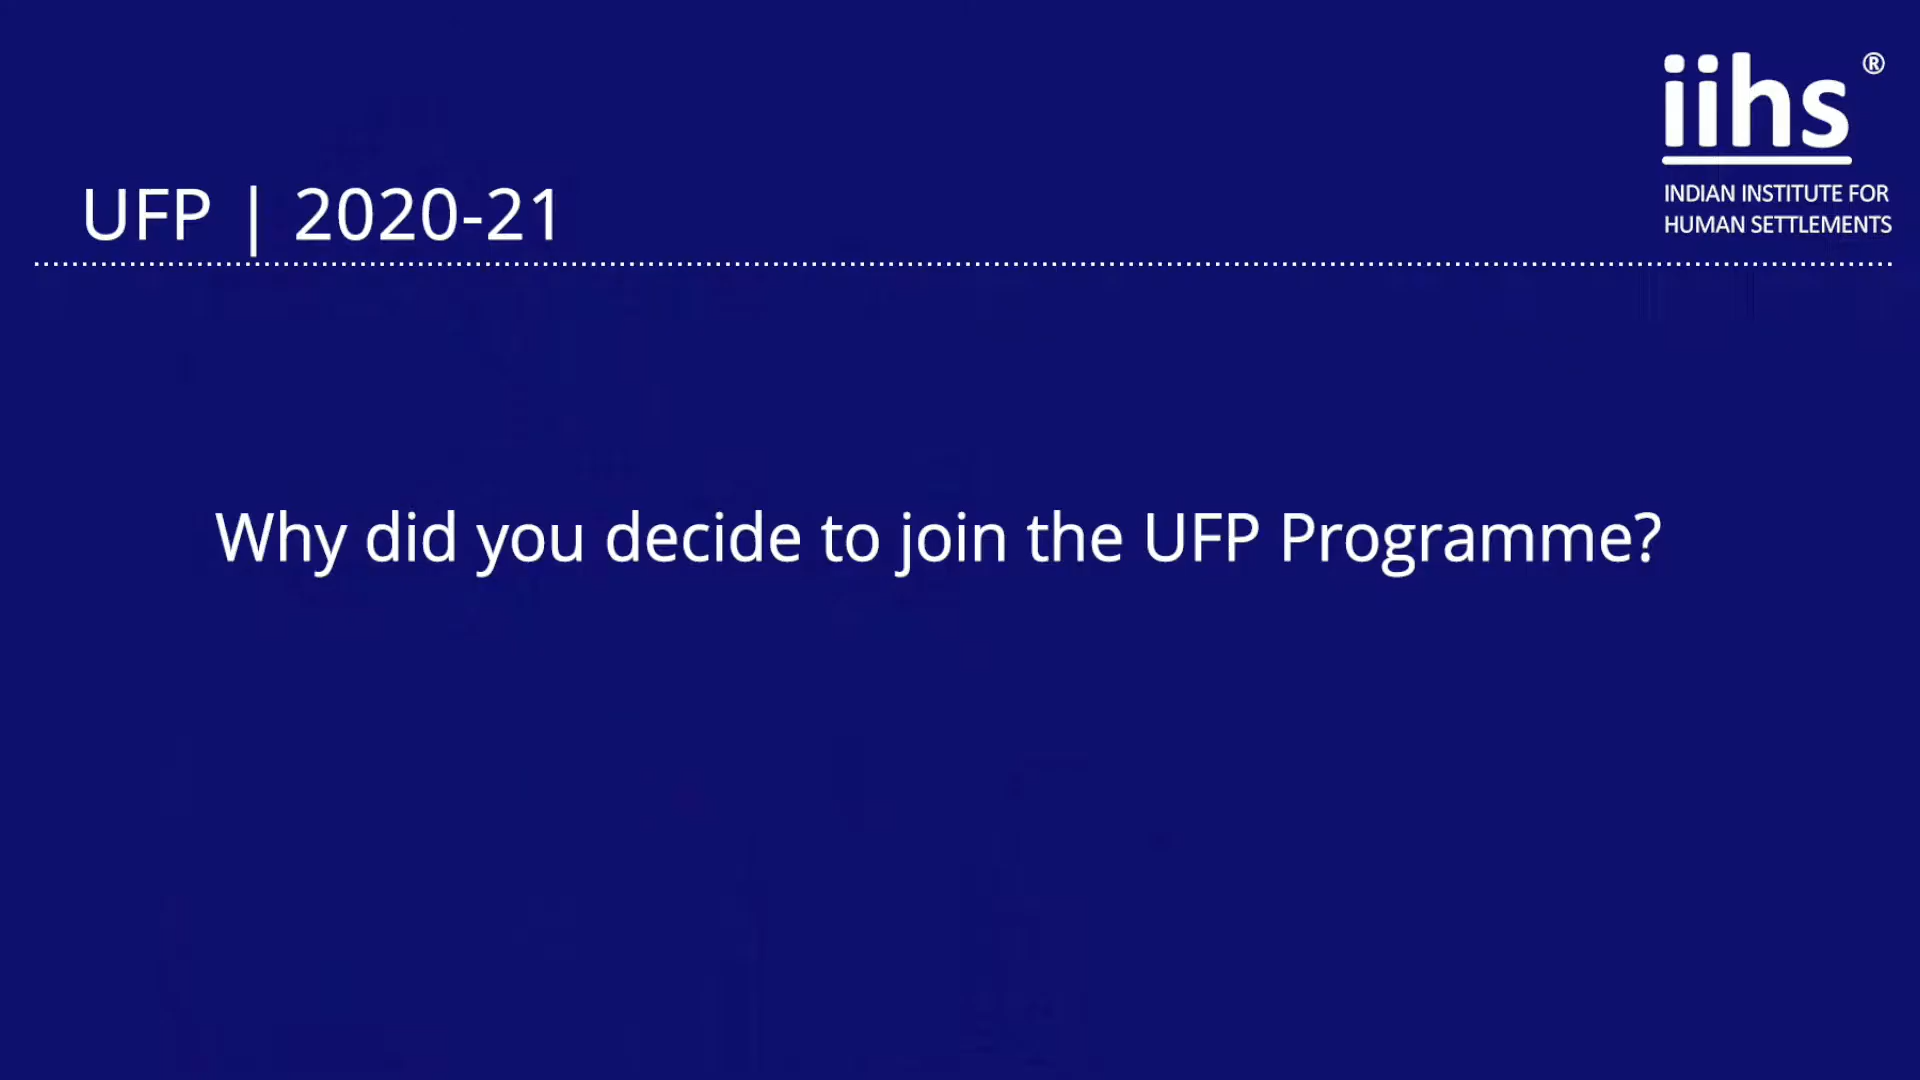 iihs ®
INDIAN INSTITUTE FOR
HUMAN SETTLEMENTS
UFP | 2020-21
Why did you decide to join the UFP Programme?